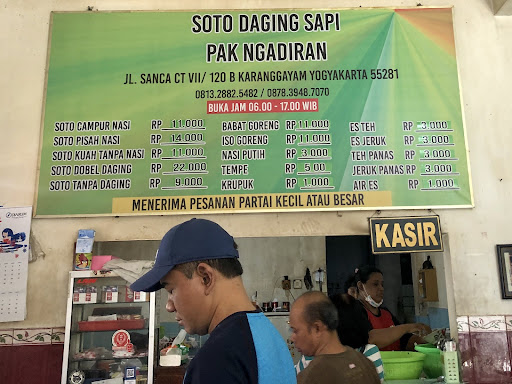 SOTO DAGING SAPI
PAK NGADIRAN
JL. SANCA CT VII/ 120 B KARANGGAYAM YOGYAKARTA 55281
0813.2882.5482 / 0878.3948.7070
BUKA JAM 06.00 - 17.00 WIB
SOTO CAMPUR NASI RP 11.000
SOTO PISAH NASI RP 14.000
SOTO KUAH TANPA NASI RP 11.000
SOTO DOBEL DAGING RP 22.000
SOTO TANPA DAGING RP 9.000
BABAT GORENG RP 11.000
ISO GORENG RP 11.000
NASI PUTIH RP 3.000
TEMPE RP 500
KRUPUK RP 1.000
ES TEH RP 3.000
ES JERUK RP 3.000
TEH PANAS RP 3.000
JERUK PANAS RP 3.000
AIR ES RP 1.000
MENERIMA PESANAN PARTAI KECIL ATAU BESAR
KASIR